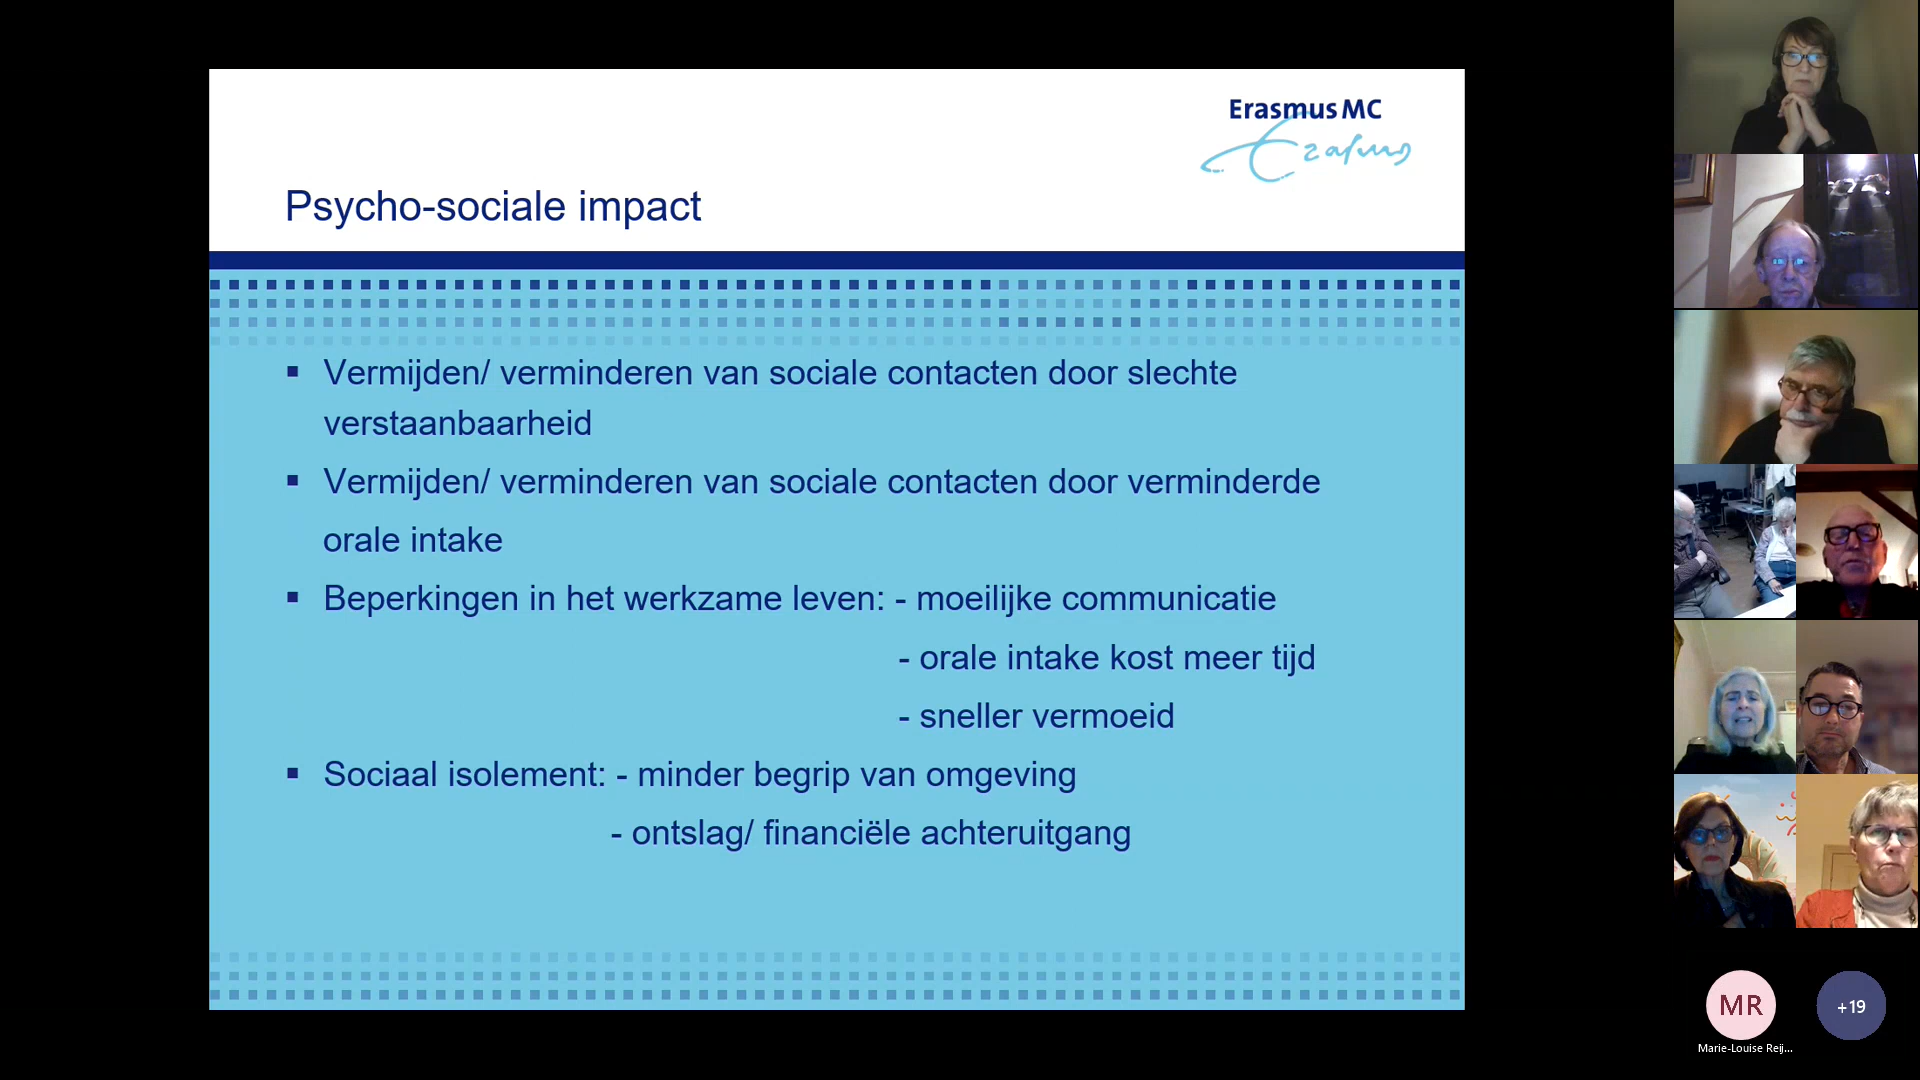 Erasmus MC
Erasmus
Psycho-sociale impact
▪ Vermijden/ verminderen van sociale contacten door slechte
verstaanbaarheid
▪ Vermijden/ verminderen van sociale contacten door verminderde
orale intake
▪ Beperkingen in het werkzame leven: - moeilijke communicatie
- orale intake kost meer tijd
- sneller vermoeid
▪ Sociaal isolement: - minder begrip van omgeving
- ontslag/ financiële achteruitgang
MR
+19
Marie-Louise Reij...